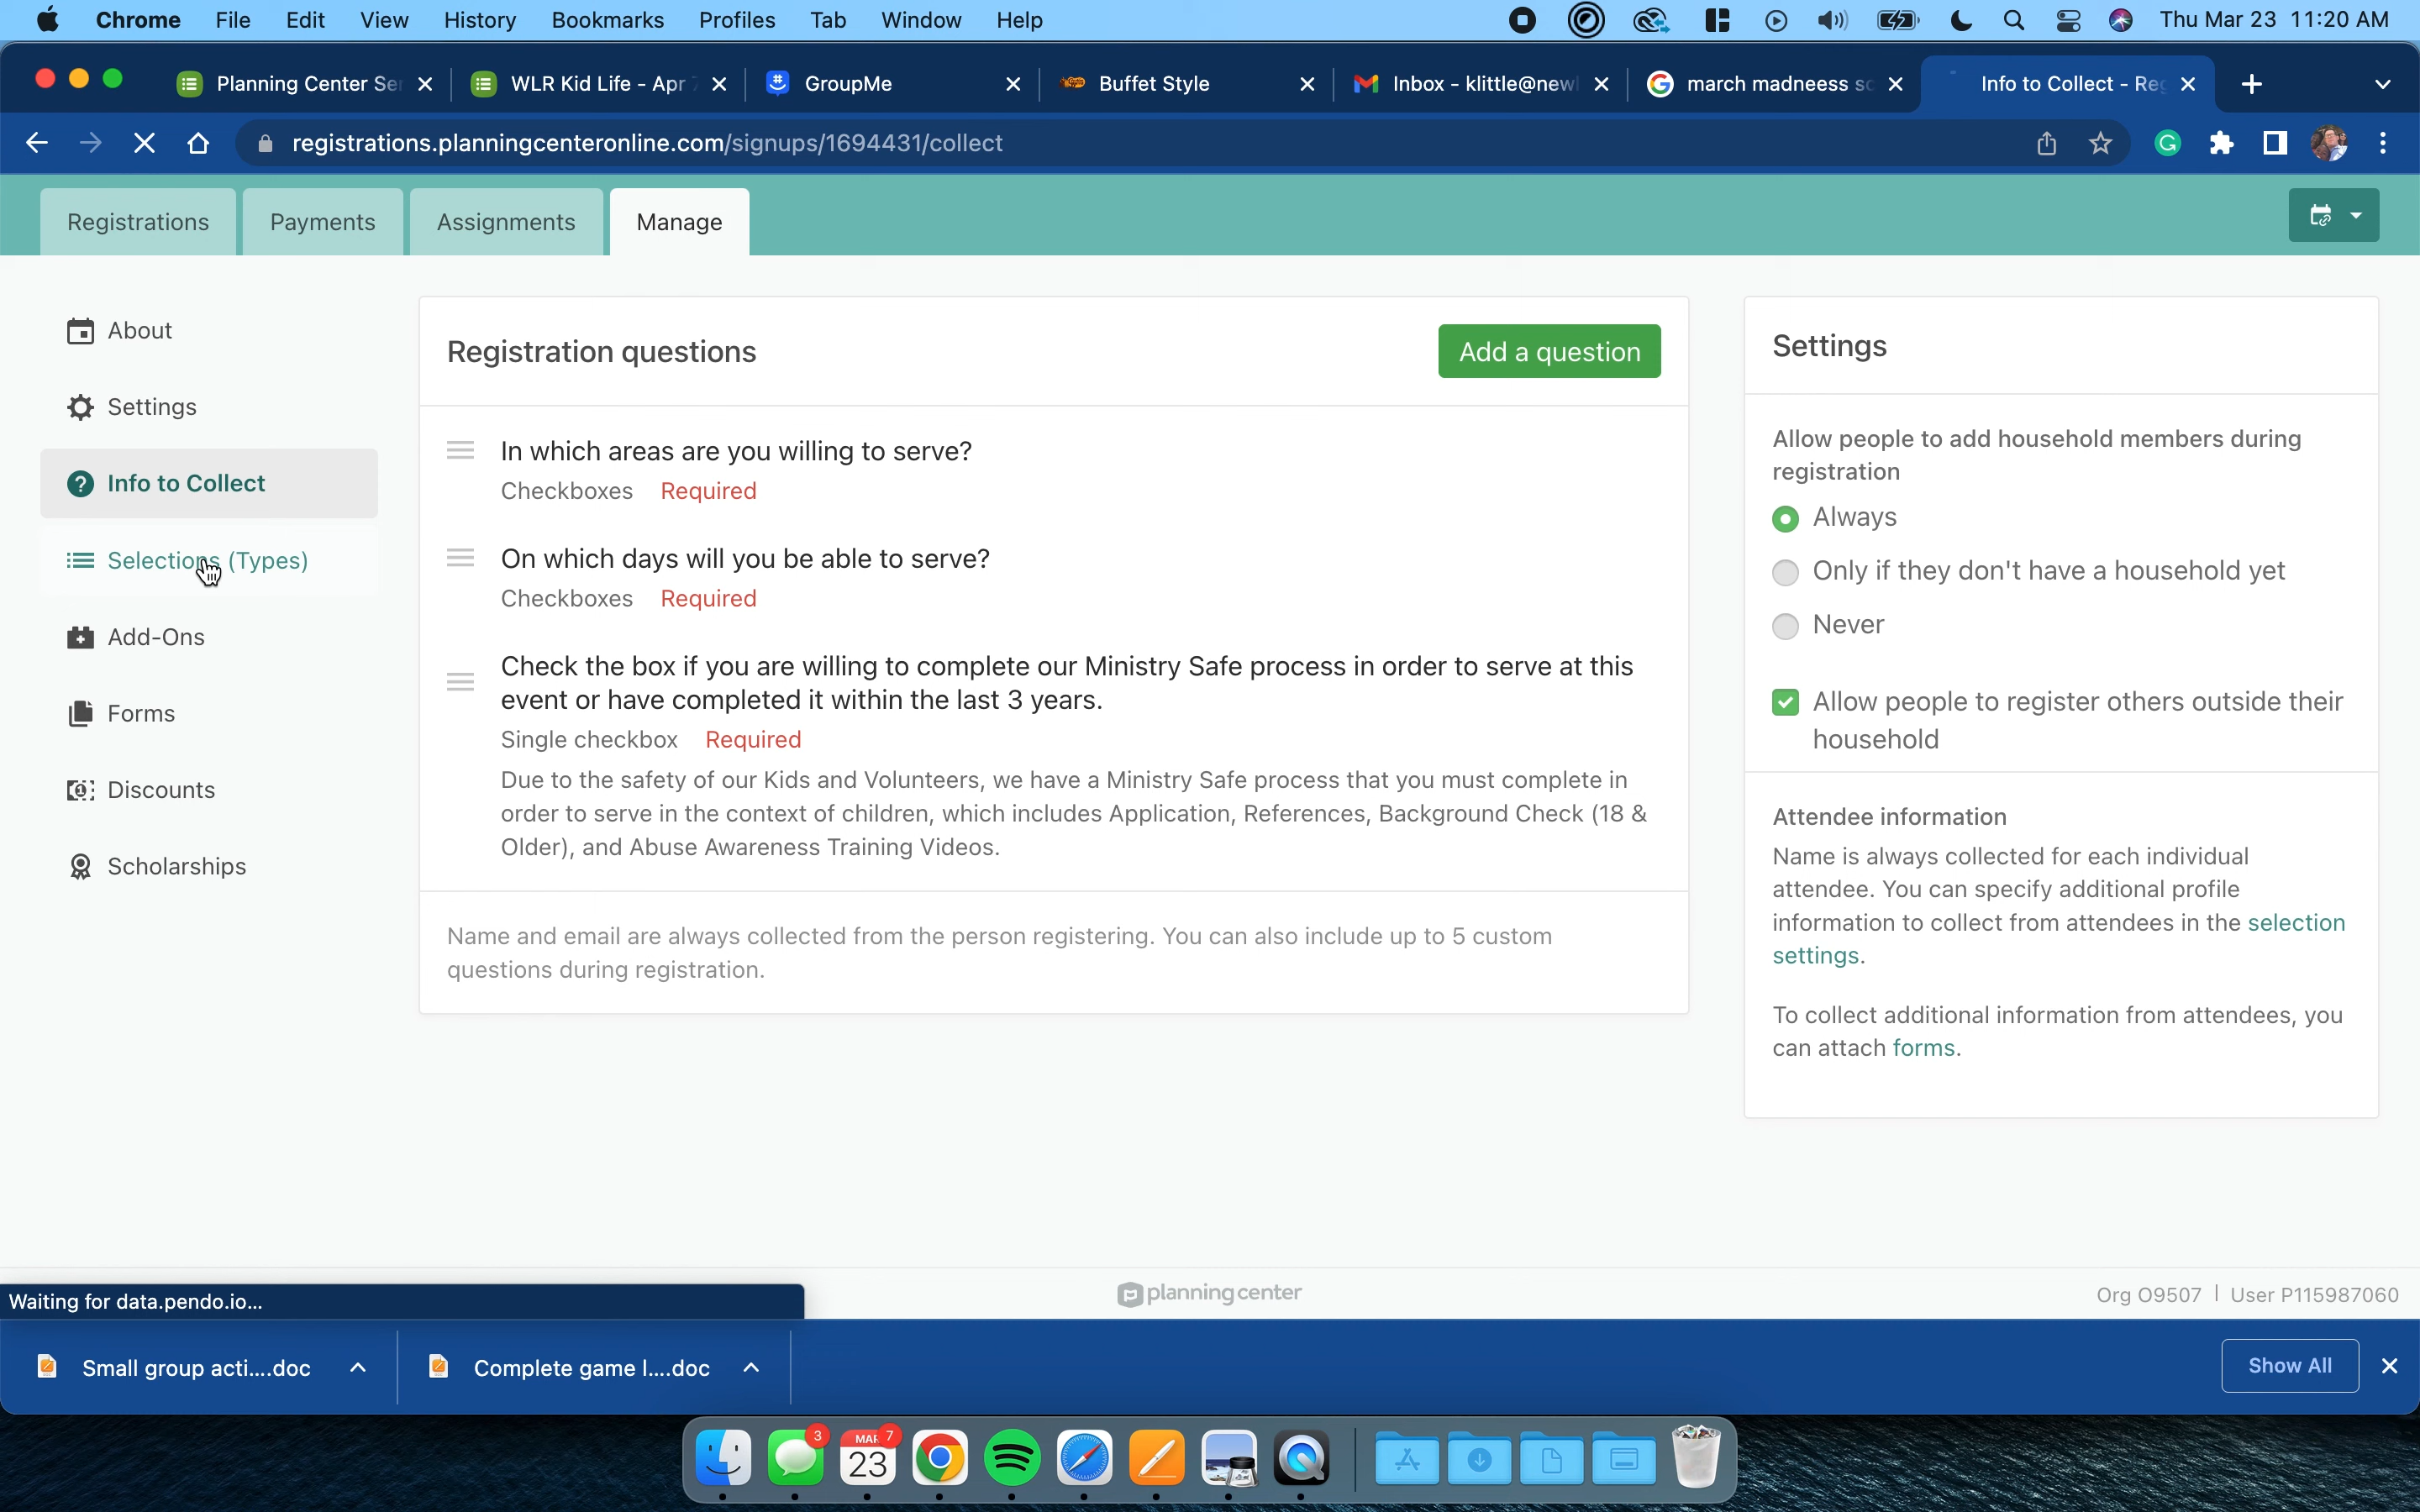 Chrome File Edit View History Bookmarks Profiles Tab Window Help Thu Mar 23 11:20 AM
Planning Center Ser WLR Kid Life - Apr 7 GroupMe Buffet Style Inbox - klittle@newl march madneess sc Info to Collect - Reg
registrations.planningcenteronline.com/signups/1694431/collect
Registrations Payments Assignments Manage
About
Settings
Info to Collect
Selections (Types)
Add-Ons
Forms
Discounts
Scholarships
Registration questions
Add a question
In which areas are you willing to serve?
Checkboxes Required
On which days will you be able to serve?
Checkboxes Required
Check the box if you are willing to complete our Ministry Safe process in order to serve at this
event or have completed it within the last 3 years.
Single checkbox Required
Due to the safety of our Kids and Volunteers, we have a Ministry Safe process that you must complete in
order to serve in the context of children, which includes Application, References, Background Check (18 &
Older), and Abuse Awareness Training Videos.
Name and email are always collected from the person registering. You can also include up to 5 custom
questions during registration.
Settings
Allow people to add household members during
registration
Always
Only if they don't have a household yet
Never
Allow people to register others outside their
household
Attendee information
Name is always collected for each individual
attendee. You can specify additional profile
information to collect from attendees in the selection
settings.
To collect additional information from attendees, you
can attach forms.
Waiting for data.pendo.io...
planning center
Org O9507 | User P115987060
Small group acti....doc Complete game l....doc Show All
3 MAR 7
23